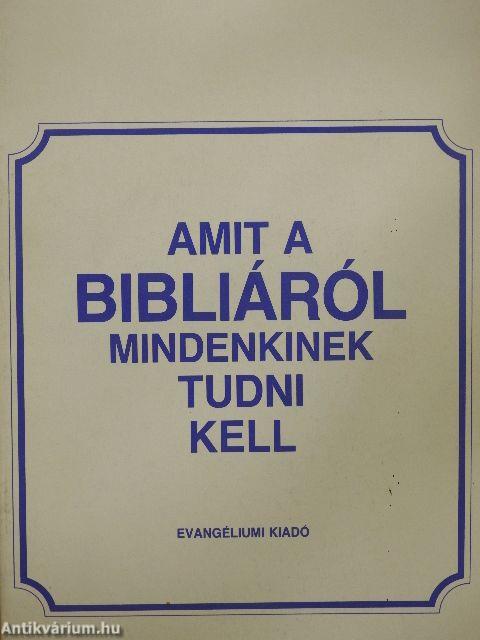 AMIT A
BIBLIÁRÓL
MINDENKINEK
TUDNI
KELL
EVANGÉLIUMI KIADÓ
Antikvárium.hu